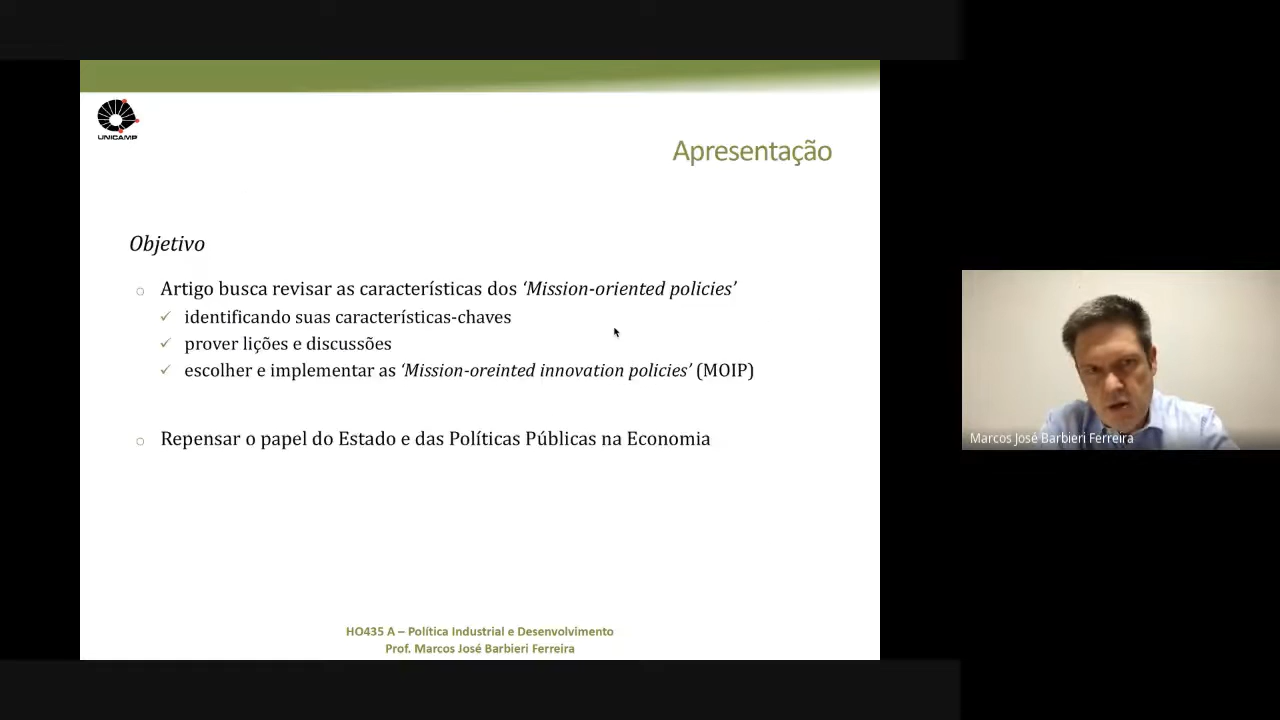 UNICAMP
Apresentação
Objetivo
Artigo busca revisar as características dos ‘Mission-oriented policies’
identificando suas características-chaves
prover lições e discussões
escolher e implementar as ‘Mission-oreinted innovation policies’ (MOIP)
Repensar o papel do Estado e das Políticas Públicas na Economia
HO435 A – Política Industrial e Desenvolvimento
Prof. Marcos José Barbieri Ferreira
Marcos José Barbieri Ferreira